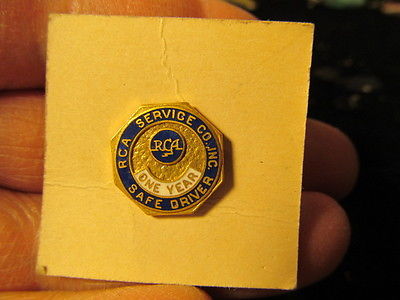 RCA SERVICE CO., INC.
RCA
ONE YEAR
SAFE DRIVER